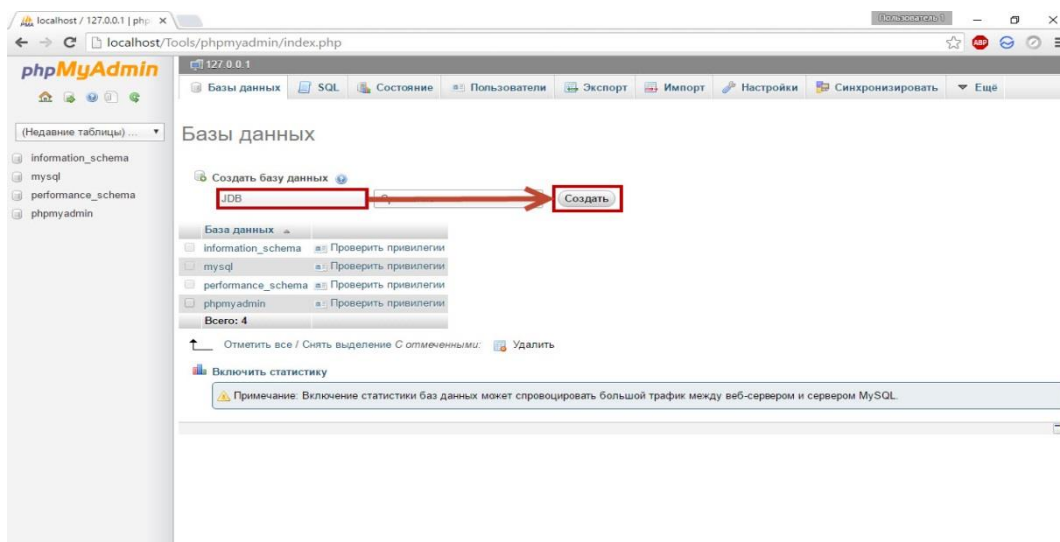 localhost / 127.0.0.1 | php
Пользователь 1
localhost/Tools/phpmyadmin/index.php
ABP
phpMyAdmin
127.0.0.1
Базы данных
SQL
Состояние
Пользователи
Экспорт
Импорт
Настройки
Синхронизировать
Ещё
(Недавние таблицы) ...
information_schema
mysql
performance_schema
phpmyadmin
Базы данных
Создать базу данных
JDB
Создать
База данных
information_schema Проверить привилегии
mysql Проверить привилегии
performance_schema Проверить привилегии
phpmyadmin Проверить привилегии
Всего: 4
Отметить все / Снять выделение С отмеченными: Удалить
Включить статистику
Примечание: Включение статистики баз данных может спровоцировать большой трафик между веб-сервером и сервером MySQL.